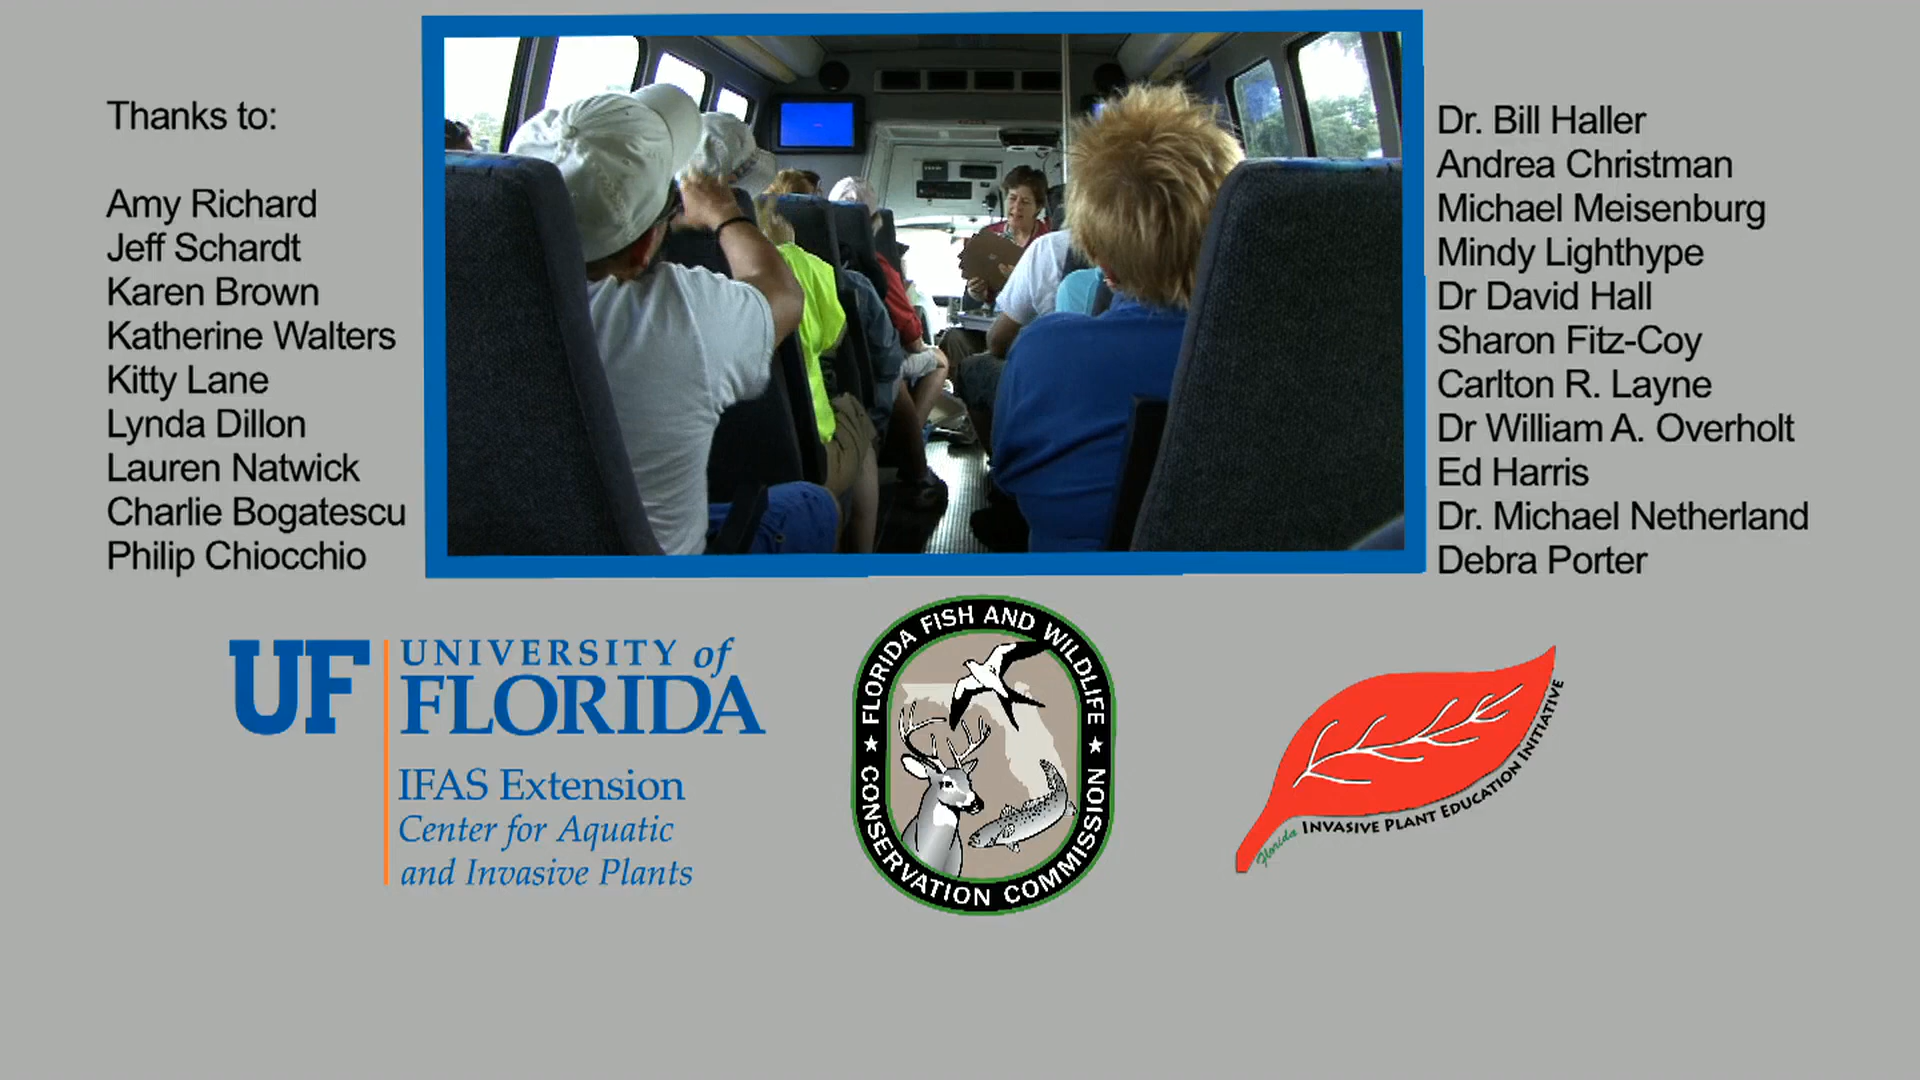 Thanks to:
Amy Richard
Jeff Schardt
Karen Brown
Katherine Walters
Kitty Lane
Lynda Dillon
Lauren Natwick
Charlie Bogatescu
Philip Chiocchio
Dr. Bill Haller
Andrea Christman
Michael Meisenburg
Mindy Lighthype
Dr David Hall
Sharon Fitz-Coy
Carlton R. Layne
Dr William A. Overholt
Ed Harris
Dr. Michael Netherland
Debra Porter
UF
UNIVERSITY of
FLORIDA
IFAS Extension
Center for Aquatic
and Invasive Plants
FLORIDA FISH AND WILDLIFE
★ CONSERVATION COMMISSION ★
Florida INVASIVE PLANT EDUCATION INITIATIVE